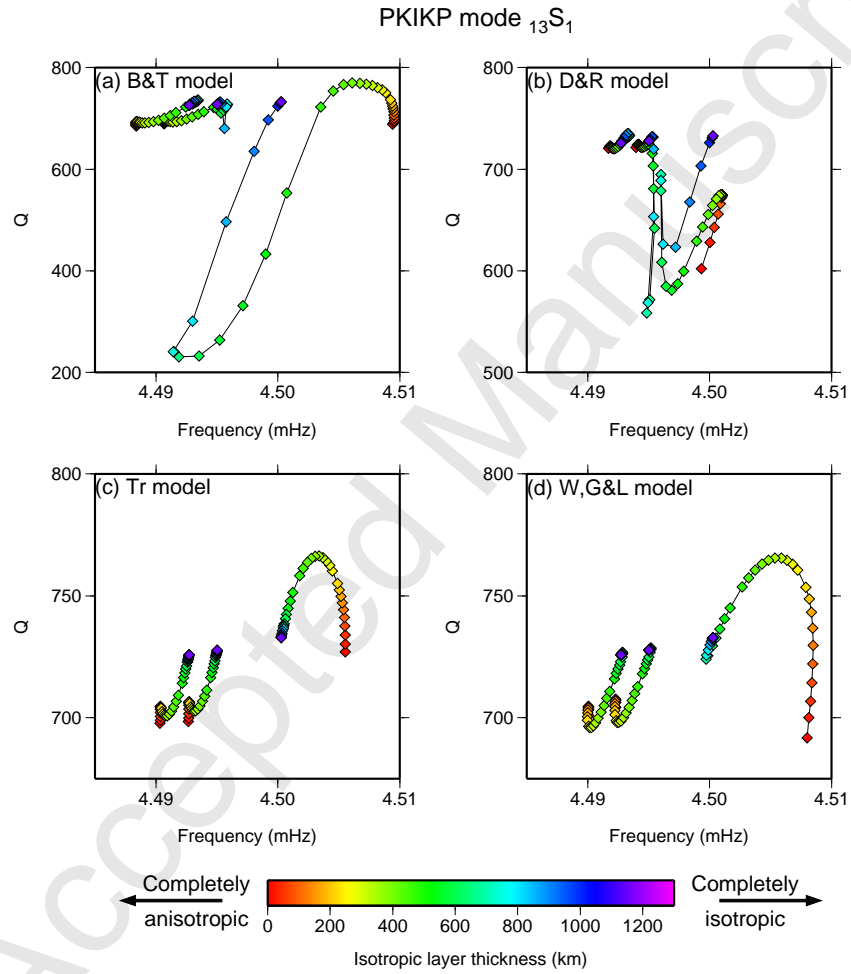 PKIKP mode ₁₃S₁
(a) B&T model
800
600
400
200
Q
4.49 4.50 4.51
Frequency (mHz)
(b) D&R model
800
700
600
500
Q
4.49 4.50 4.51
Frequency (mHz)
(c) Tr model
800
750
700
Q
4.49 4.50 4.51
Frequency (mHz)
(d) W,G&L model
800
750
700
Q
4.49 4.50 4.51
Frequency (mHz)
Completely
anisotropic
0 200 400 600 800 1000 1200
Isotropic layer thickness (km)
Completely
isotropic
Accepted Manuscri